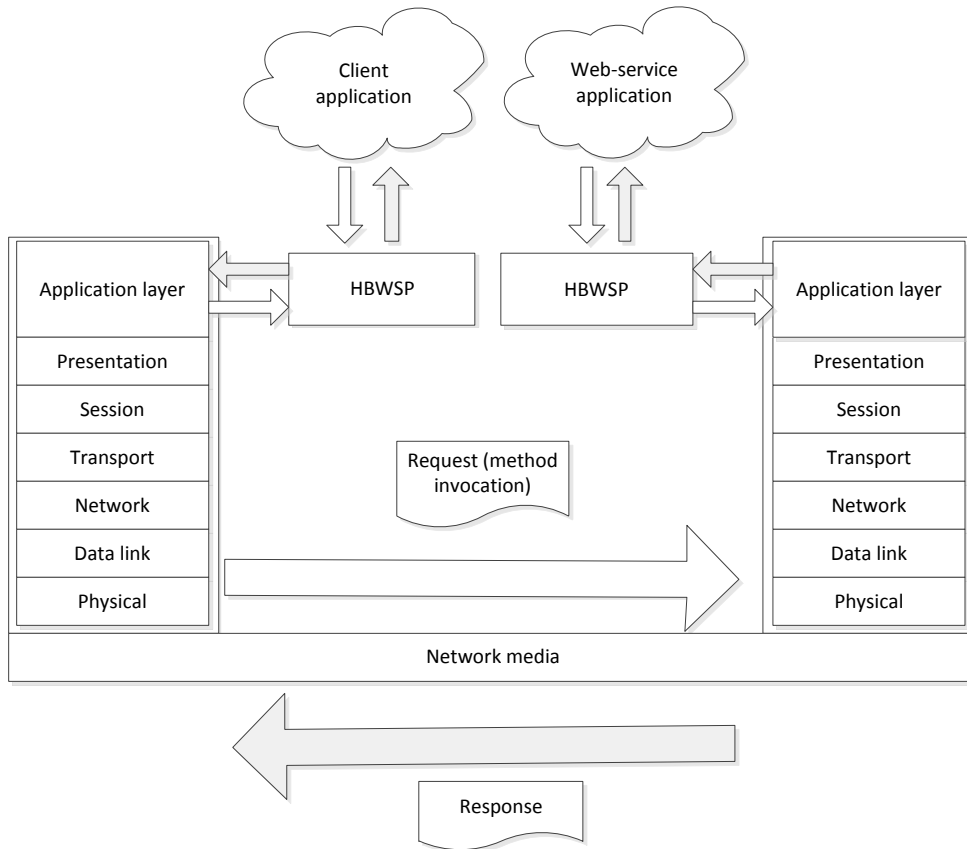 Client
application
Web-service
application
Application layer
HBWSP
HBWSP
Application layer
Presentation
Session
Transport
Network
Data link
Physical
Request (method
invocation)
Presentation
Session
Transport
Network
Data link
Physical
Network media
Response